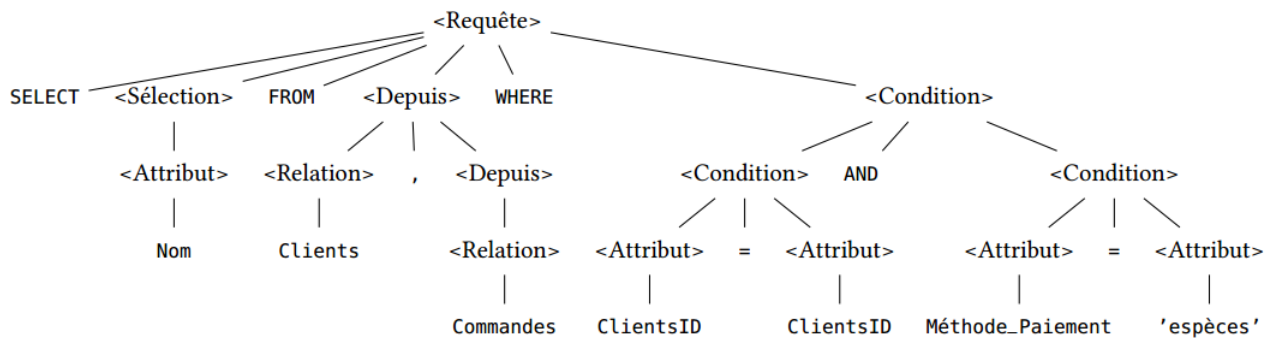 <Requête>
SELECT <Sélection> FROM <Depuis> WHERE <Condition>
<Attribut> <Relation> , <Depuis> <Condition> AND <Condition>
Nom Clients <Relation> <Attribut> = <Attribut> <Attribut> = <Attribut>
Commandes ClientsID ClientsID Méthode_Paiement ’espèces’